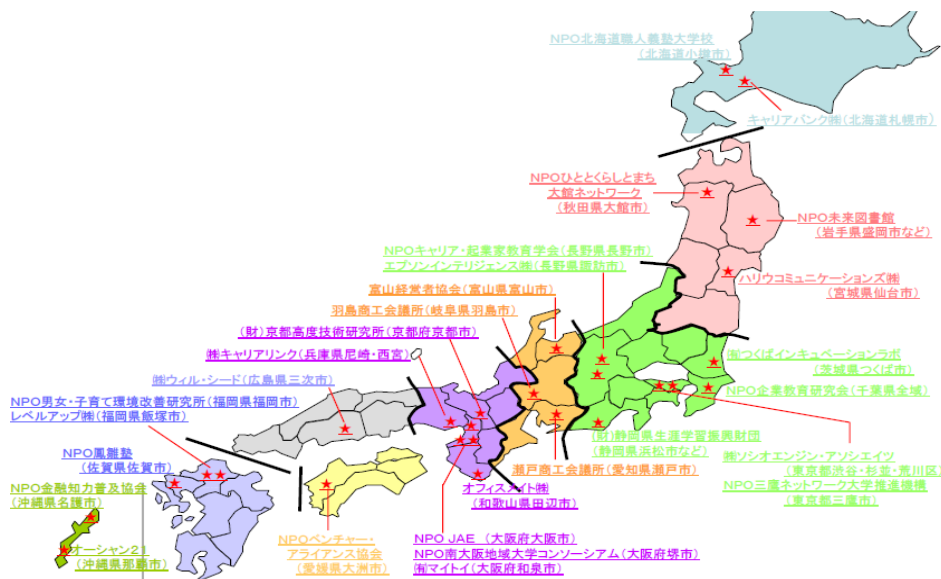 NPO北海道職人義塾大学校
(北海道小樽市)
キャリアバンク㈱(北海道札幌市)
NPOひととくらしとまち
大館ネットワーク
(秋田県大館市)
NPO未来図書館
(岩手県盛岡市など)
ハリウコミュニケーションズ㈱
(宮城県仙台市)
NPOキャリア・起業家教育学会(長野県長野市)
エプソンインテリジェンス㈱(長野県諏訪市)
富山経営者協会(富山県富山市)
羽島商工会議所(岐阜県羽島市)
(財)京都高度技術研究所(京都府京都市)
㈱キャリアリンク(兵庫県尼崎・西宮)
㈱ウィル・シード(広島県三次市)
NPO男女・子育て環境改善研究所(福岡県福岡市)
レベルアップ㈱(福岡県飯塚市)
NPO鳳雛塾
(佐賀県佐賀市)
NPO金融知力普及協会
(沖縄県名護市)
オーシャン21
(沖縄県那覇市)
㈲つくばインキュベーションラボ
(茨城県つくば市)
NPO企業教育研究会(千葉県全域)
(財)静岡県生涯学習振興財団
(静岡県浜松市など)
㈱ソシオエンジン・アソシエイツ
(東京都渋谷・杉並・荒川区)
NPO三鷹ネットワーク大学推進機構
(東京都三鷹市)
瀬戸商工会議所(愛知県瀬戸市)
オフィスメイト㈱
(和歌山県田辺市)
NPOベンチャー・
アライアンス協会
(愛媛県大洲市)
NPO JAE (大阪府大阪市)
NPO南大阪地域大学コンソーシアム(大阪府堺市)
㈲マイトイ(大阪府和泉市)